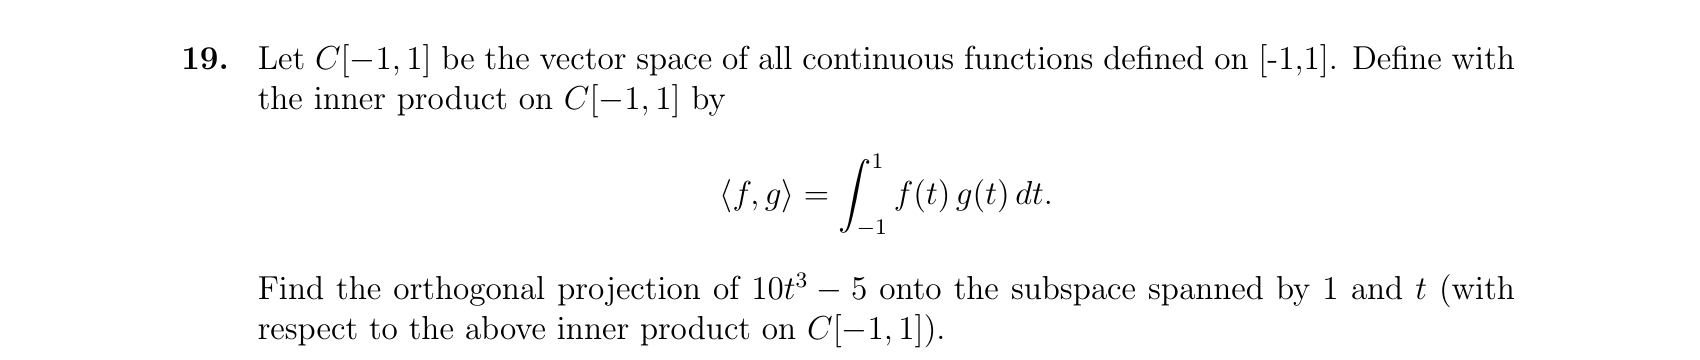 19. Let C[−1, 1] be the vector space of all continuous functions defined on [-1,1]. Define with
the inner product on C[−1, 1] by
⟨f, g⟩ = ∫₋₁¹ f(t) g(t) dt.
Find the orthogonal projection of 10t³ − 5 onto the subspace spanned by 1 and t (with
respect to the above inner product on C[−1, 1]).